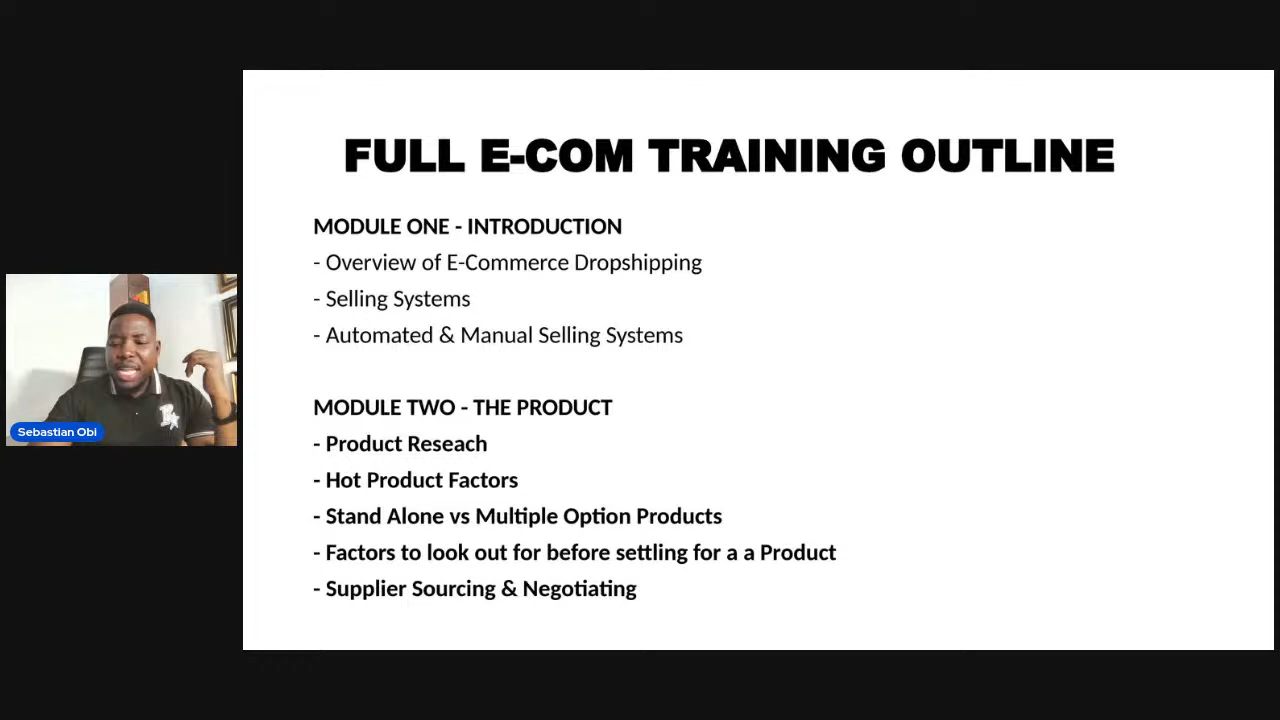 FULL E-COM TRAINING OUTLINE
MODULE ONE - INTRODUCTION
- Overview of E-Commerce Dropshipping
- Selling Systems
- Automated & Manual Selling Systems
MODULE TWO - THE PRODUCT
- Product Reseach
- Hot Product Factors
- Stand Alone vs Multiple Option Products
- Factors to look out for before settling for a a Product
- Supplier Sourcing & Negotiating
Sebastian Obi